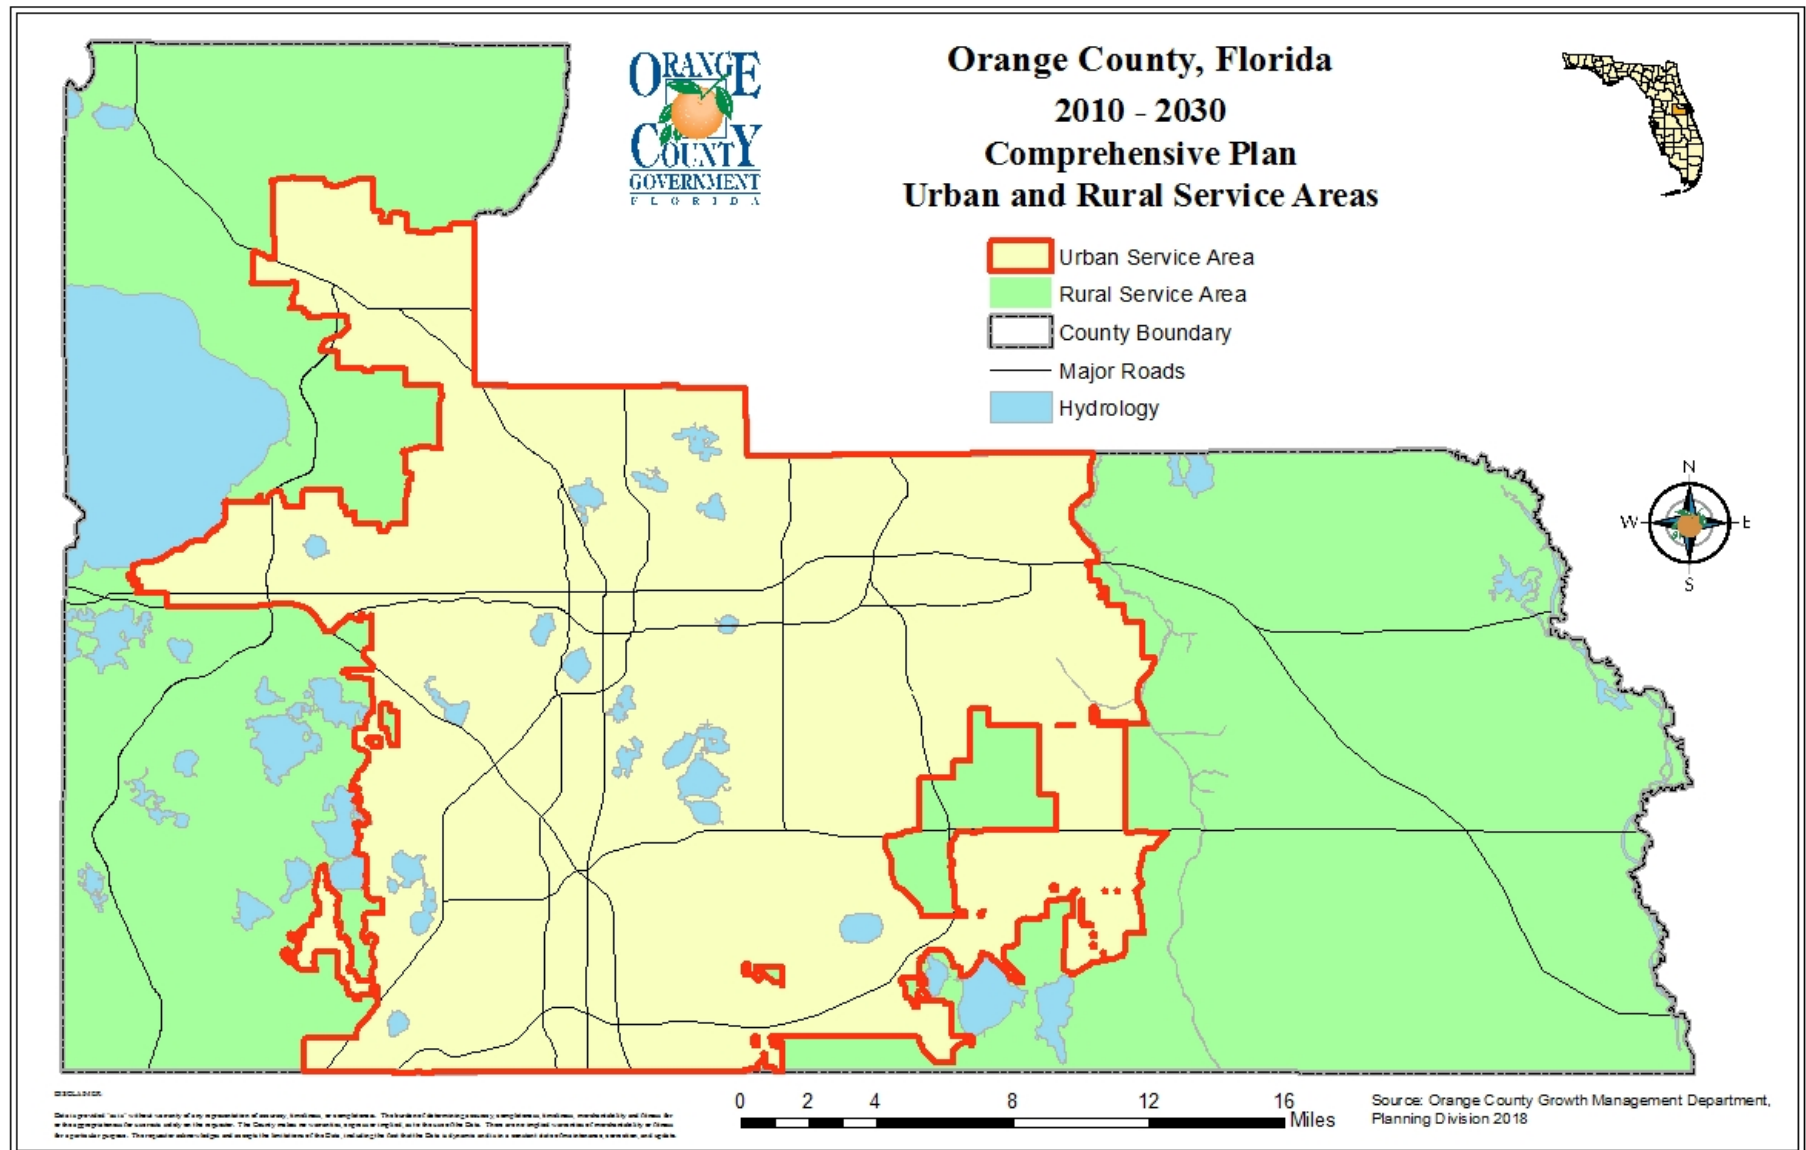 ORANGE
COUNTY
GOVERNMENT
FLORIDA
Orange County, Florida
2010 - 2030
Comprehensive Plan
Urban and Rural Service Areas
Urban Service Area
Rural Service Area
County Boundary
Major Roads
Hydrology
N
W E
S
DISCLAIMER
0 2 4 8 12 16
Miles
Source: Orange County Growth Management Department,
Planning Division 2018